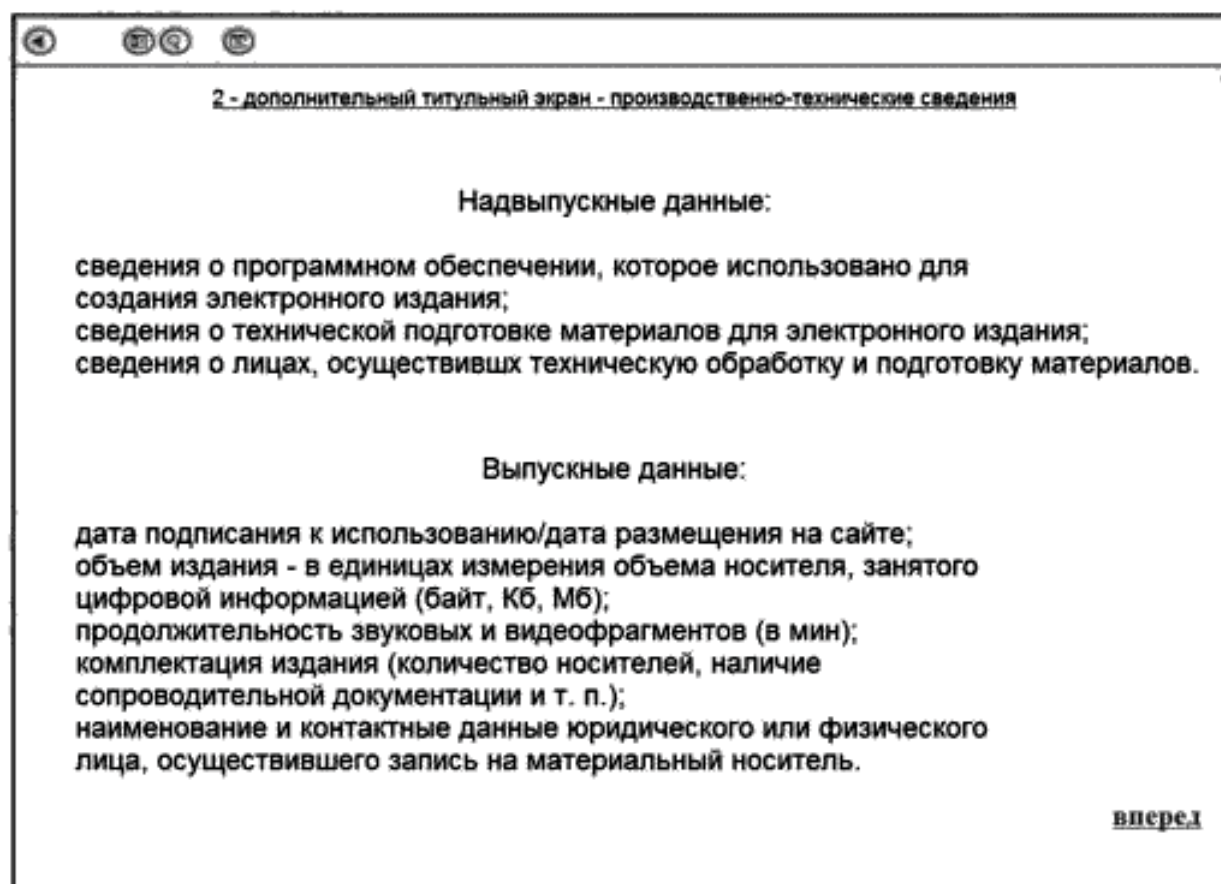 2 - дополнительный титульный экран - производственно-технические сведения
Надвыпускные данные:
сведения о программном обеспечении, которое использовано для
создания электронного издания;
сведения о технической подготовке материалов для электронного издания;
сведения о лицах, осуществившх техническую обработку и подготовку материалов.
Выпускные данные:
дата подписания к использованию/дата размещения на сайте;
объем издания - в единицах измерения объема носителя, занятого
цифровой информацией (байт, Кб, Мб);
продолжительность звуковых и видеофрагментов (в мин);
комплектация издания (количество носителей, наличие
сопроводительной документации и т. п.);
наименование и контактные данные юридического или физического
лица, осуществившего запись на материальный носитель.
вперед